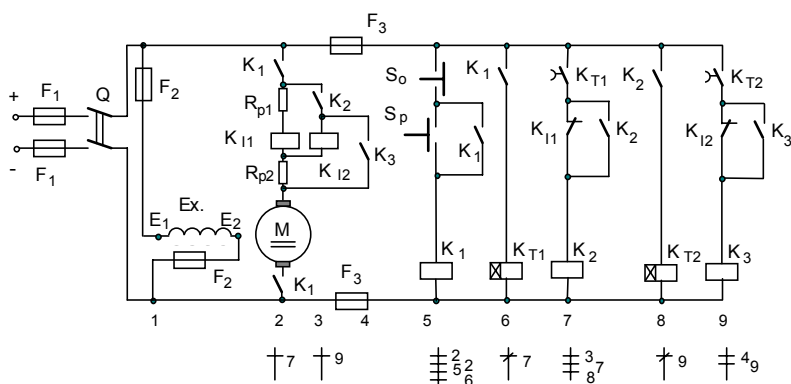 F3
K1
So
K1
KT1
K2
KT2
+ F1 Q
F2
Rp1
K2
Sp
KI1
K3
K1
KI1
K2
KI2
K3
- F1
Rp2
KI2
Ex.
E1 E2
M
F2
K1
F3
K1
KT1
K2
KT2
K3
1 2 3 4 5 6 7 8 9
7 9 2 2 5 6 7 3 7 8 9 4 9